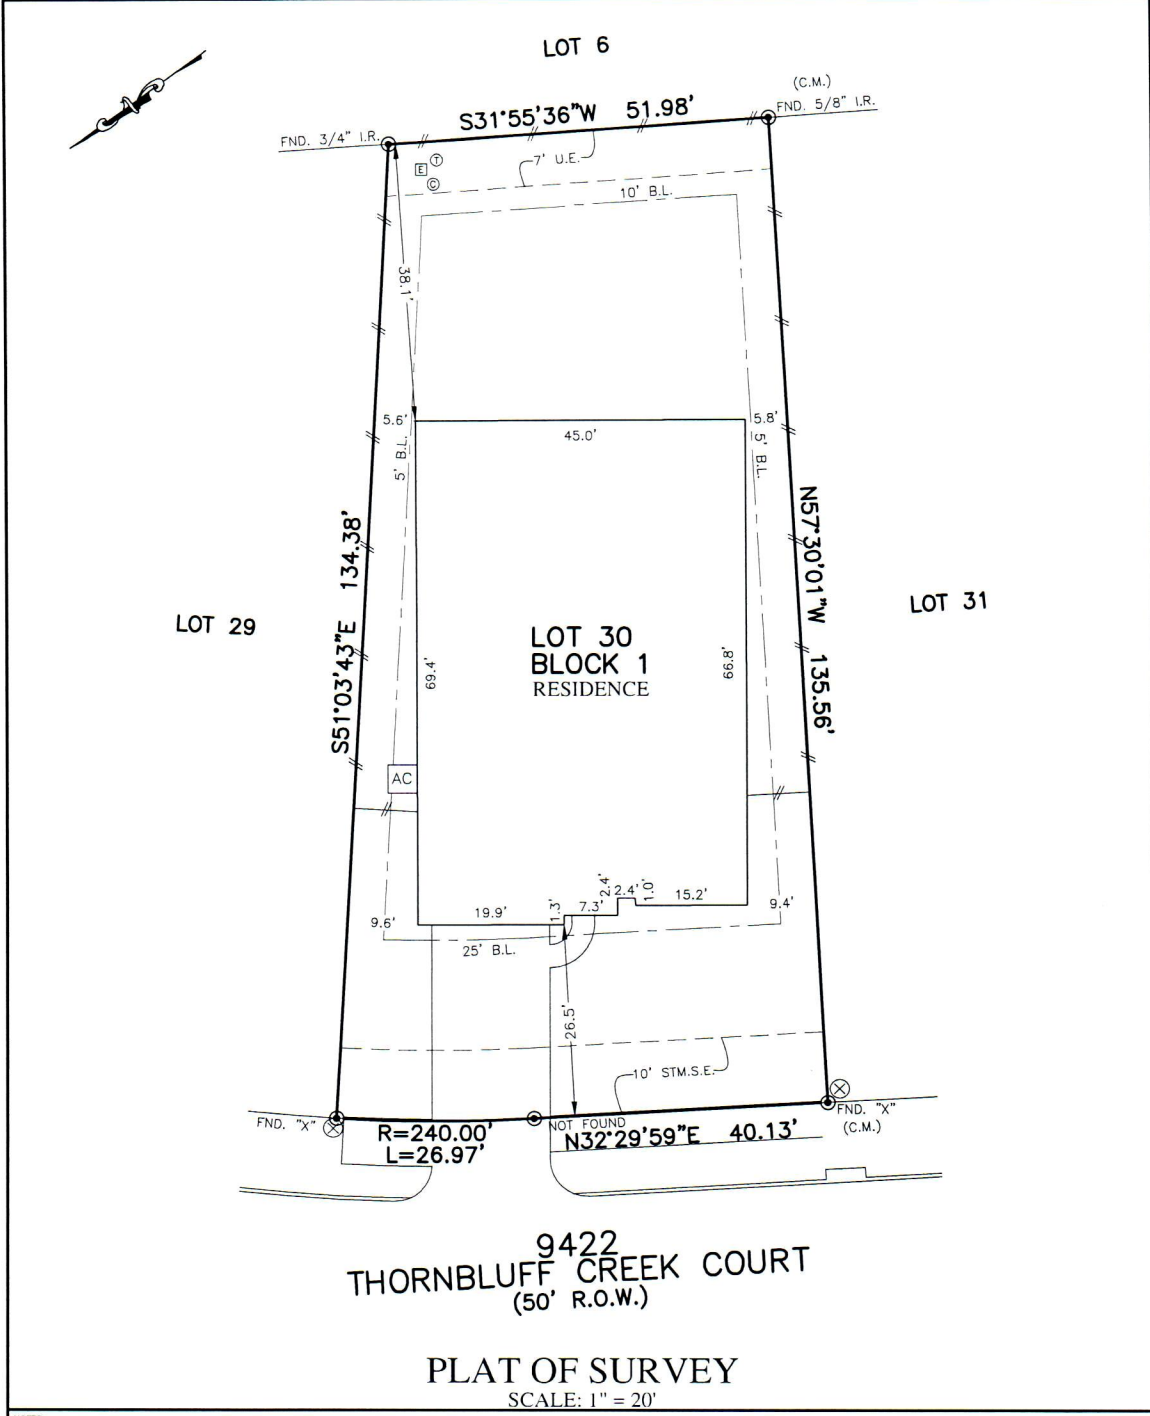 LOT 6
(C.M.)
FND. 5/8" I.R.
S31°55'36"W 51.98'
FND. 3/4" I.R.
T
E
C
7' U.E.
10' B.L.
38.1'
5.6'
5.8'
45.0'
5' B.L.
5' B.L.
N57°30'01"W 135.56'
S51°03'43"E 134.38'
LOT 29
LOT 31
LOT 30
BLOCK 1
RESIDENCE
69.4'
66.8'
AC
2.4'
2.4'
1.0'
15.2'
7.3'
1.3'
19.9'
9.6'
9.4'
25' B.L.
26.5'
10' STM.S.E.
FND. "X"
NOT FOUND
FND. "X"
(C.M.)
R=240.00'
L=26.97'
N32°29'59"E 40.13'
9422
THORNBLUFF CREEK COURT
(50' R.O.W.)
PLAT OF SURVEY
SCALE: 1" = 20'